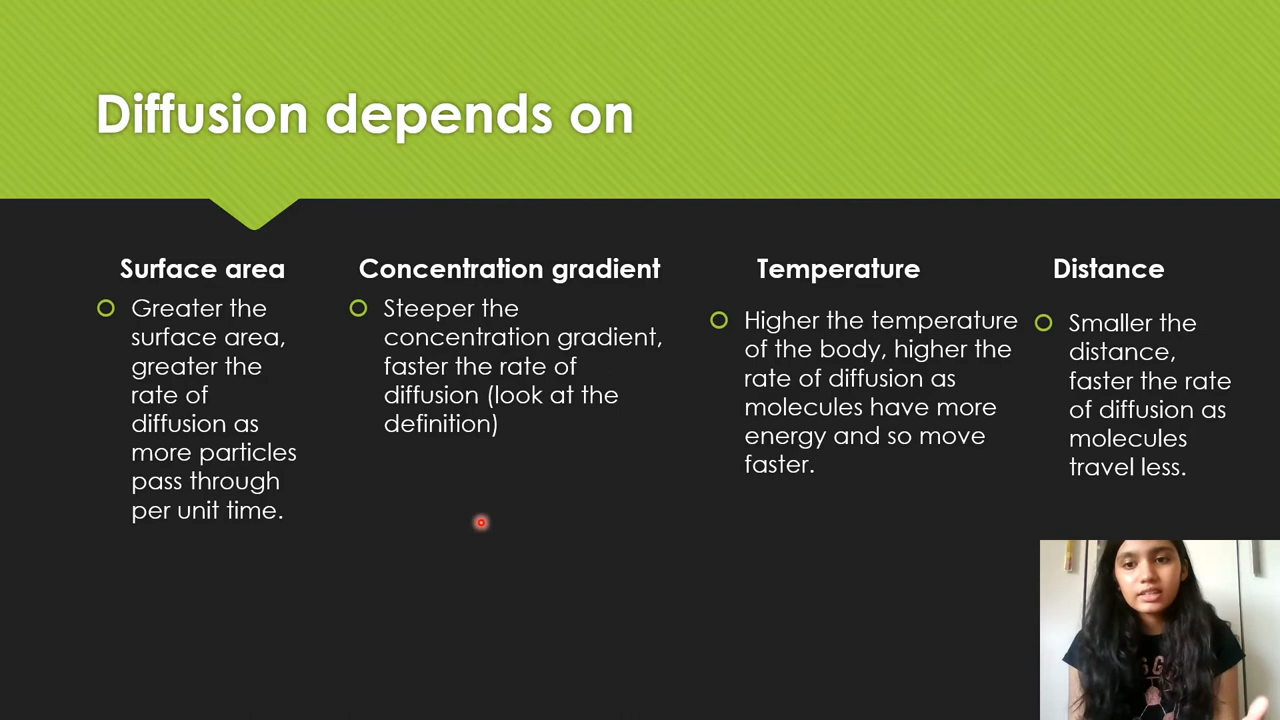 Diffusion depends on
Surface area
Greater the
surface area,
greater the
rate of
diffusion as
more particles
pass through
per unit time.
Concentration gradient
Steeper the
concentration gradient,
faster the rate of
diffusion (look at the
definition)
Temperature
Higher the temperature
of the body, higher the
rate of diffusion as
molecules have more
energy and so move
faster.
Distance
Smaller the
distance,
faster the rate
of diffusion as
molecules
travel less.